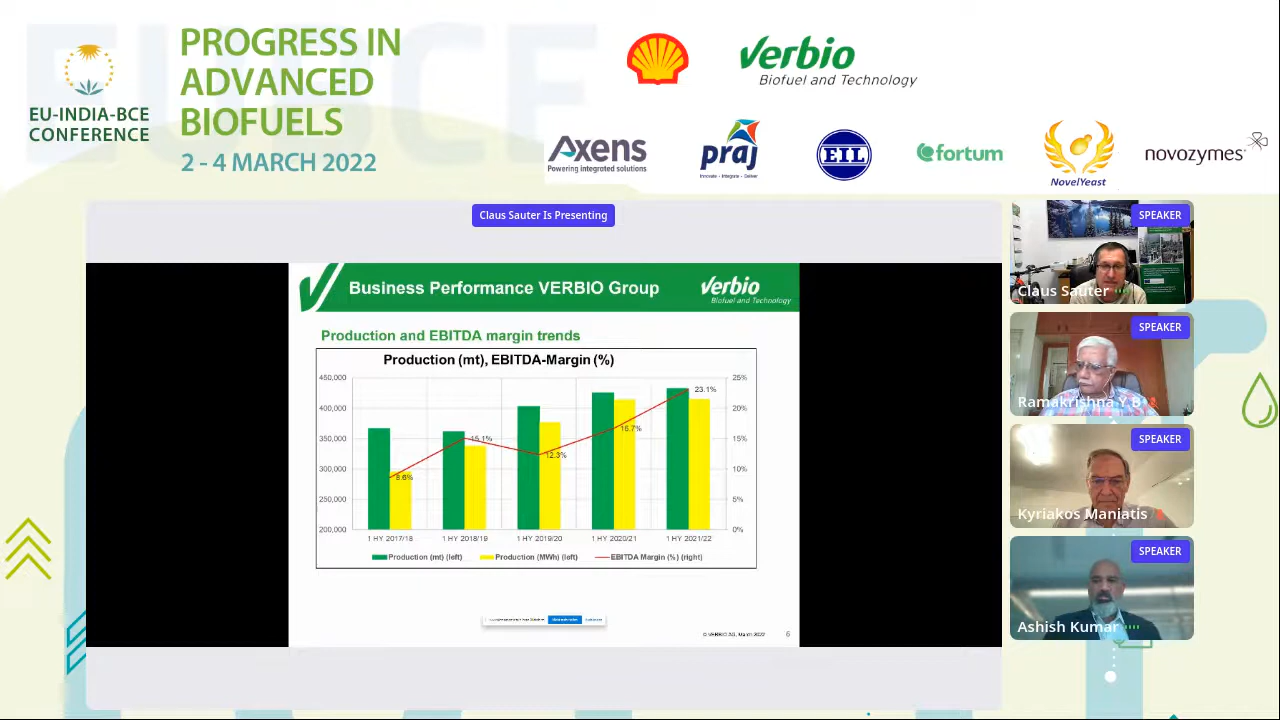 EU-INDIA-BCE
CONFERENCE
PROGRESS IN
ADVANCED
BIOFUELS
2 - 4 MARCH 2022
Verbio
Biofuel and Technology
Axens
Powering integrated solutions
praj
Innovate • Integrate • Deliver
EIL
fortum
NovelYeast
novozymes
Claus Sauter Is Presenting
Business Performance VERBIO Group
Verbio
Biofuel and Technology
Production and EBITDA margin trends
Production (mt), EBITDA-Margin (%)
450,000
400,000
350,000
300,000
250,000
200,000
25%
20%
15%
10%
5%
0%
8.6%
15.1%
12.3%
16.7%
23.1%
1 HY 2017/18
1 HY 2018/19
1 HY 2019/20
1 HY 2020/21
1 HY 2021/22
Production (mt) (left)
Production (MWh) (left)
EBITDA Margin (%) (right)
© VERBIO AG, March 2022
6
SPEAKER
Claus Sauter
SPEAKER
Ramakrishna Y B
SPEAKER
Kyriakos Maniatis
SPEAKER
Ashish Kumar